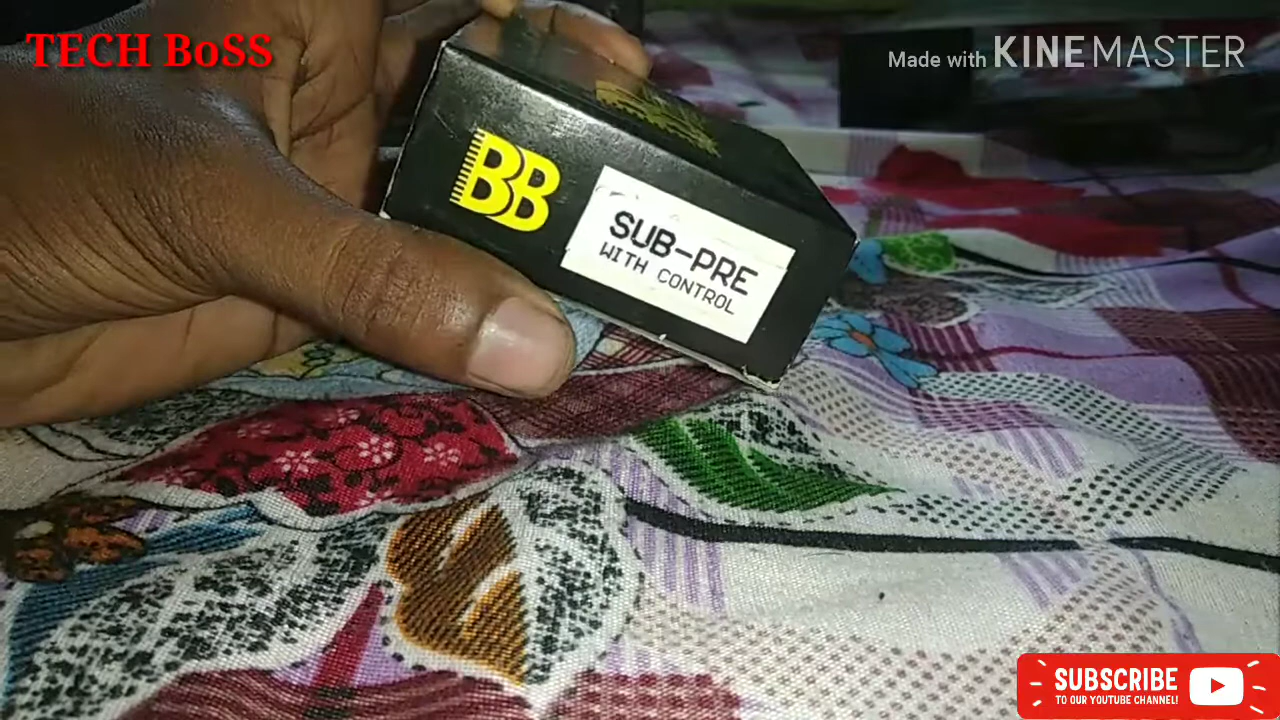 TECH BoSS
Made with KINEMASTER
BB
SUB-PRE
WITH CONTROL
SUBSCRIBE
TO OUR YOUTUBE CHANNEL!